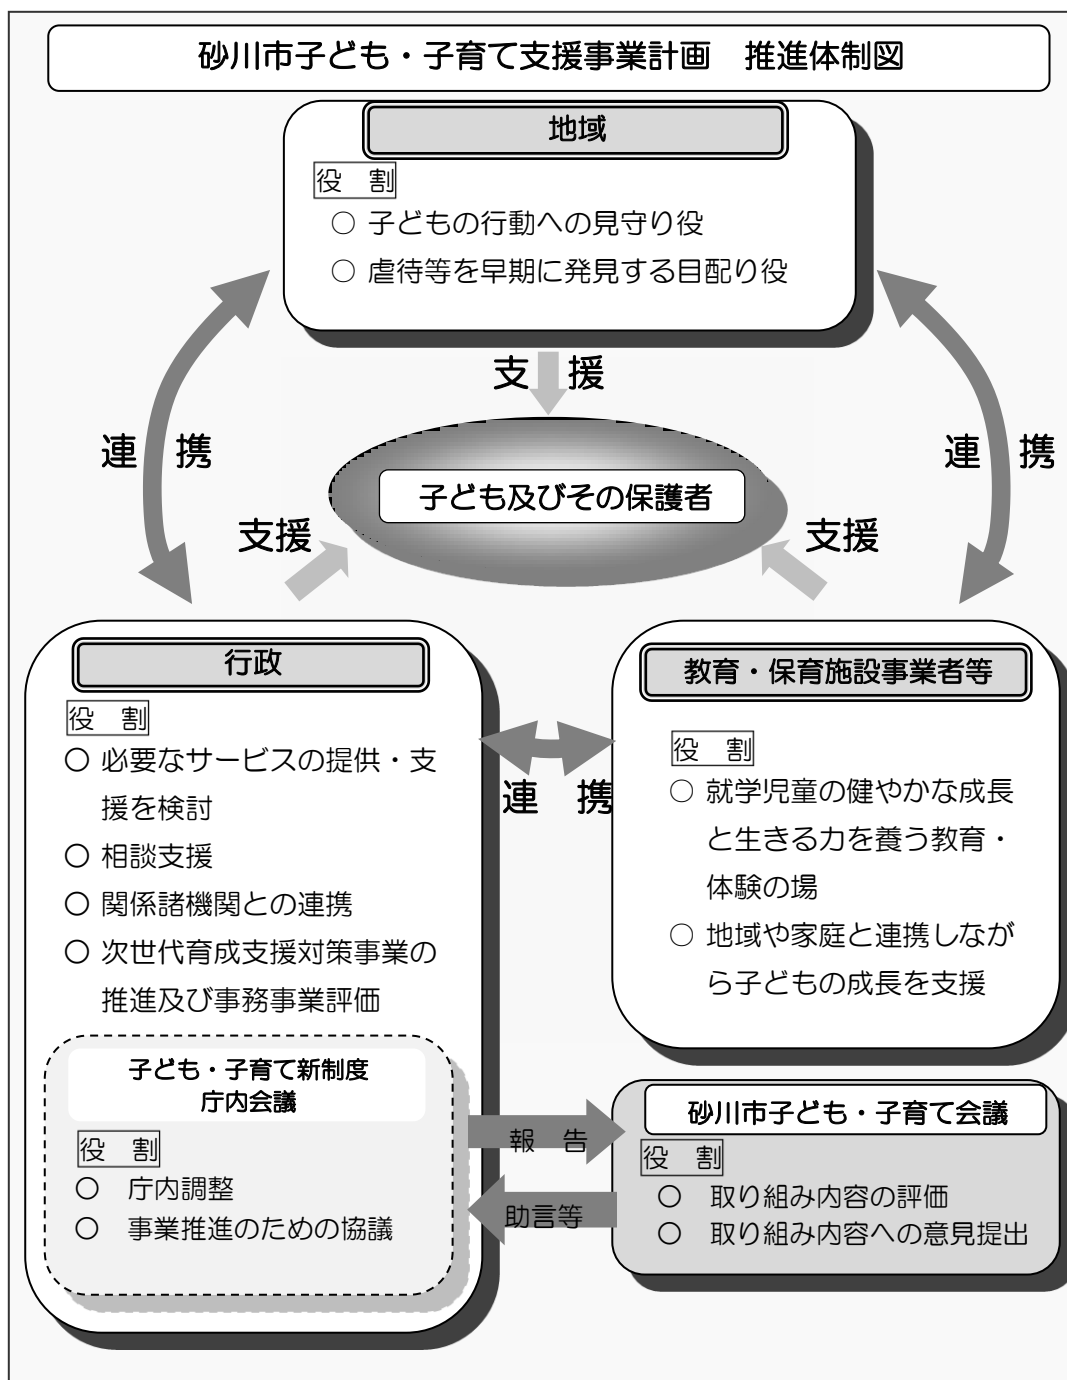 砂川市子ども・子育て支援事業計画　推進体制図
地域
役　割
○ 子どもの行動への見守り役
○ 虐待等を早期に発見する目配り役
支　援
連　携
連　携
子ども及びその保護者
支援
支援
行政
役　割
○ 必要なサービスの提供・支
援を検討
○ 相談支援
○ 関係諸機関との連携
○ 次世代育成支援対策事業の
推進及び事務事業評価
連　携
教育・保育施設事業者等
役　割
○ 就学児童の健やかな成長
と生きる力を養う教育・
体験の場
○ 地域や家庭と連携しなが
ら子どもの成長を支援
子ども・子育て新制度
庁内会議
役　割
○　庁内調整
○　事業推進のための協議
報　告
助言等
砂川市子ども・子育て会議
役　割
○　取り組み内容の評価
○　取り組み内容への意見提出